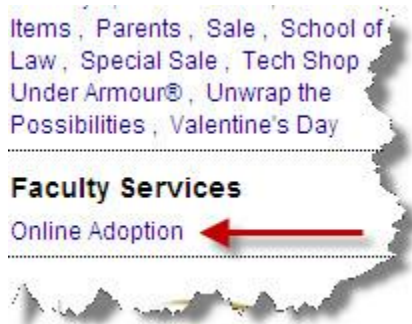 Items , Parents , Sale , School of
Law , Special Sale , Tech Shop
Under Armour® , Unwrap the
Possibilities , Valentine's Day
Faculty Services
Online Adoption